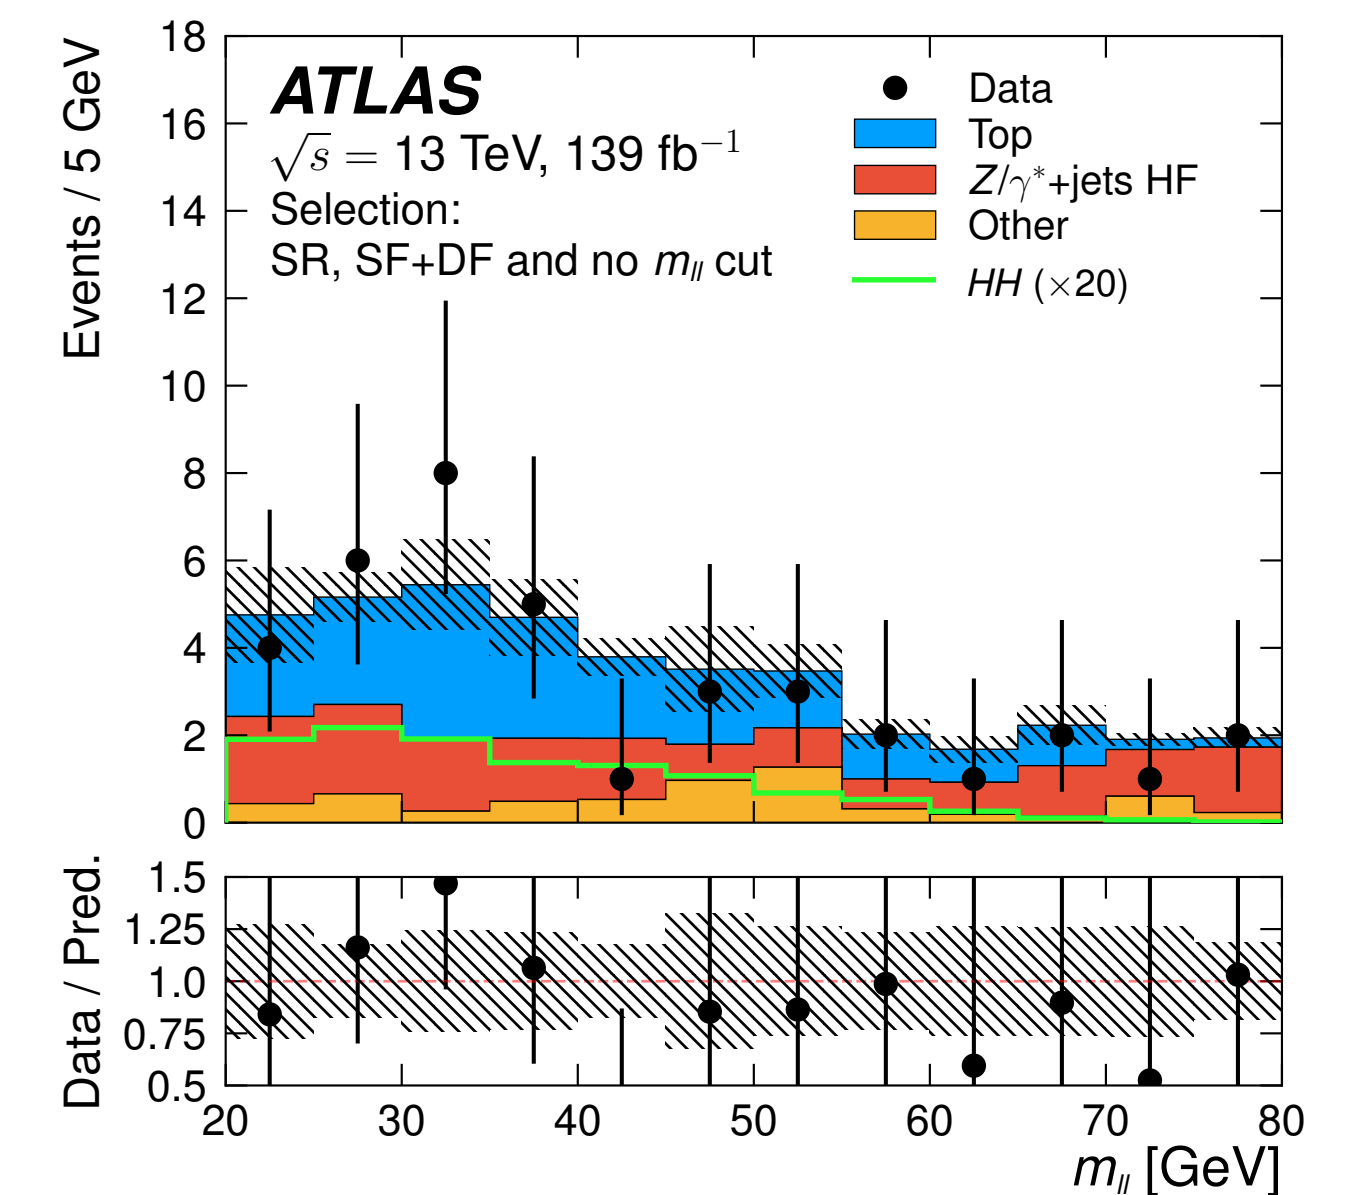 18
16
14
12
10
8
6
4
2
0
Events / 5 GeV
ATLAS
√s = 13 TeV, 139 fb⁻¹
Selection:
SR, SF+DF and no mll cut
Data
Top
Z/γ*+jets HF
Other
HH (×20)
1.5
1.25
1.0
0.75
0.5
Data / Pred.
20 30 40 50 60 70 80
mll [GeV]